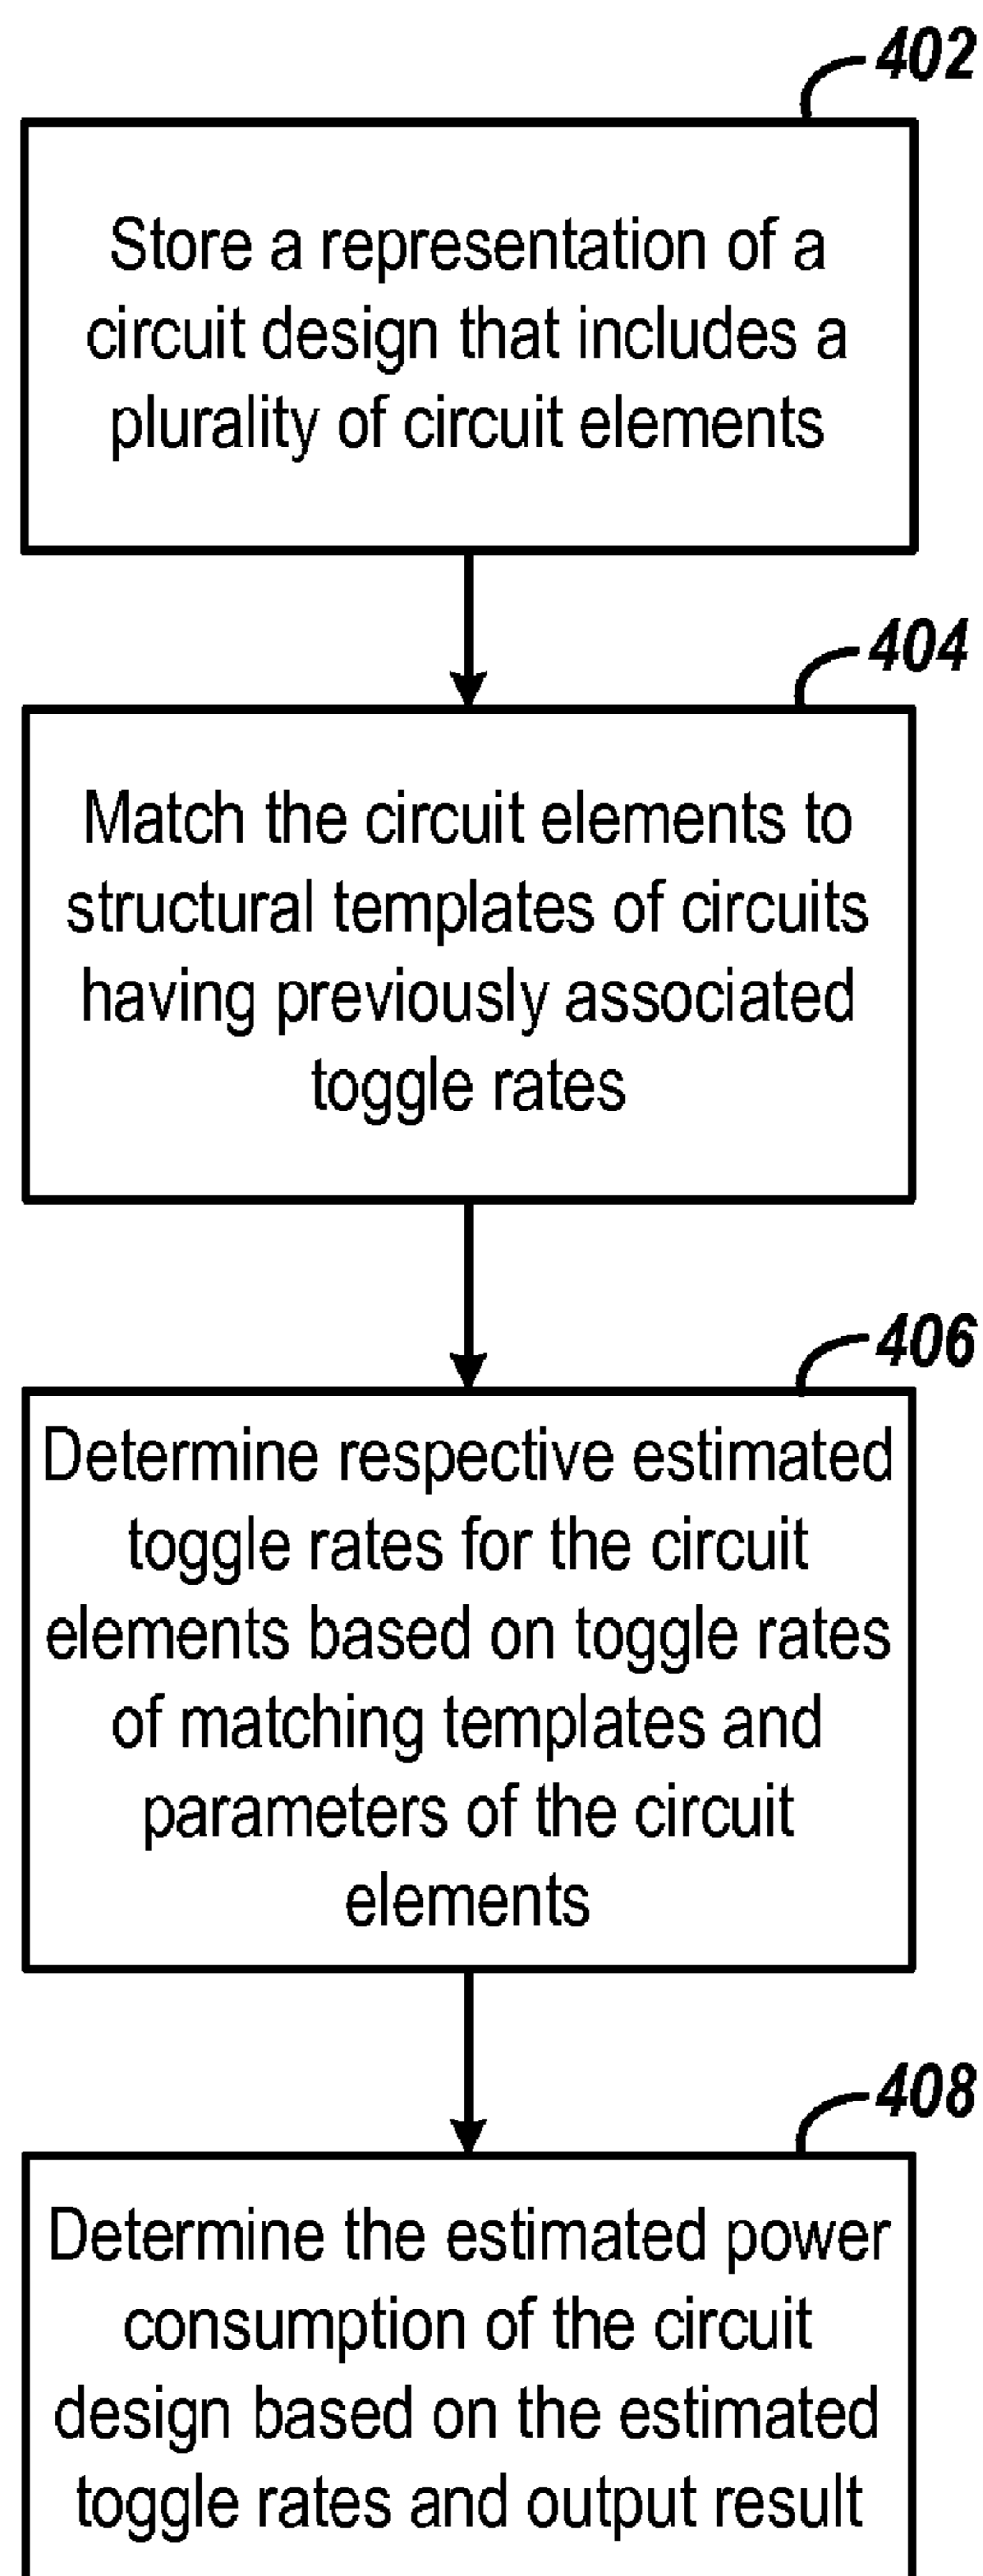 402
Store a representation of a
circuit design that includes a
plurality of circuit elements
404
Match the circuit elements to
structural templates of circuits
having previously associated
toggle rates
406
Determine respective estimated
toggle rates for the circuit
elements based on toggle rates
of matching templates and
parameters of the circuit
elements
408
Determine the estimated power
consumption of the circuit
design based on the estimated
toggle rates and output result